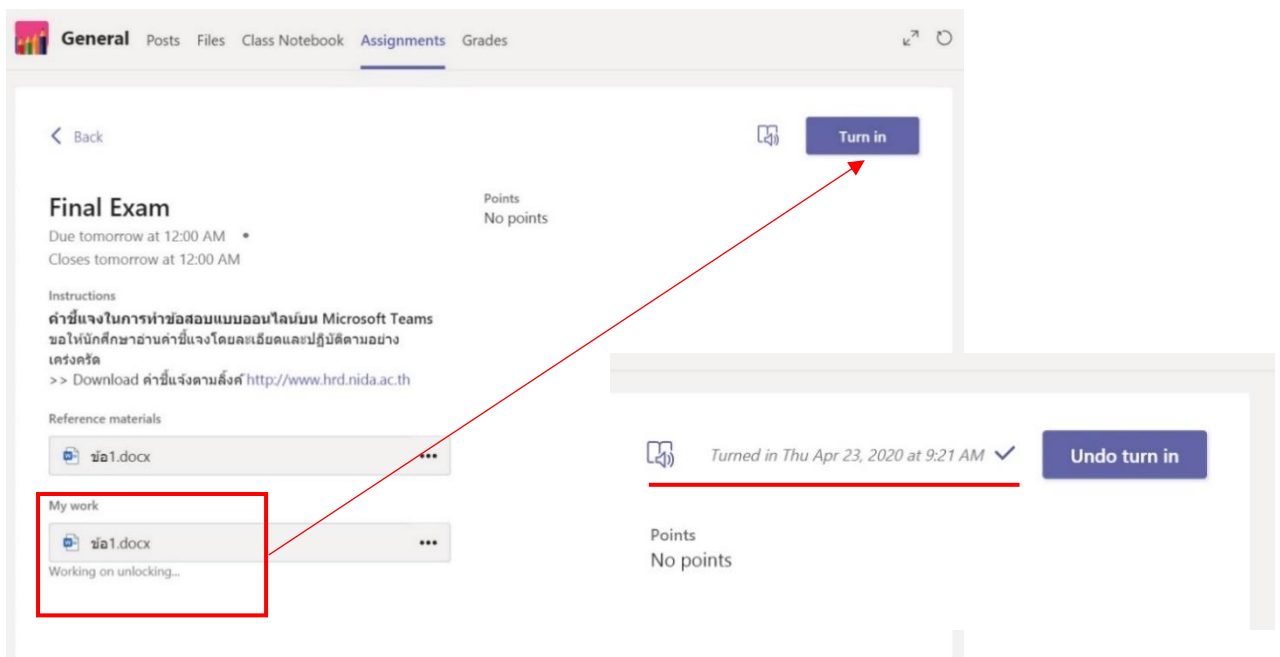 General Posts Files Class Notebook Assignments Grades
Back
Turn in
Final Exam
Due tomorrow at 12:00 AM •
Closes tomorrow at 12:00 AM
Points
No points
Instructions
คำชี้แจงในการทำข้อสอบแบบออนไลน์บน Microsoft Teams
ขอให้นักศึกษาอ่านคำชี้แจงโดยละเอียดและปฏิบัติตามอย่าง
เคร่งครัด
>> Download คำชี้แจ้งตามลิ้งค์ http://www.hrd.nida.ac.th
Reference materials
ข้อ1.docx
My work
ข้อ1.docx
Working on unlocking...
Turned in Thu Apr 23, 2020 at 9:21 AM
Undo turn in
Points
No points